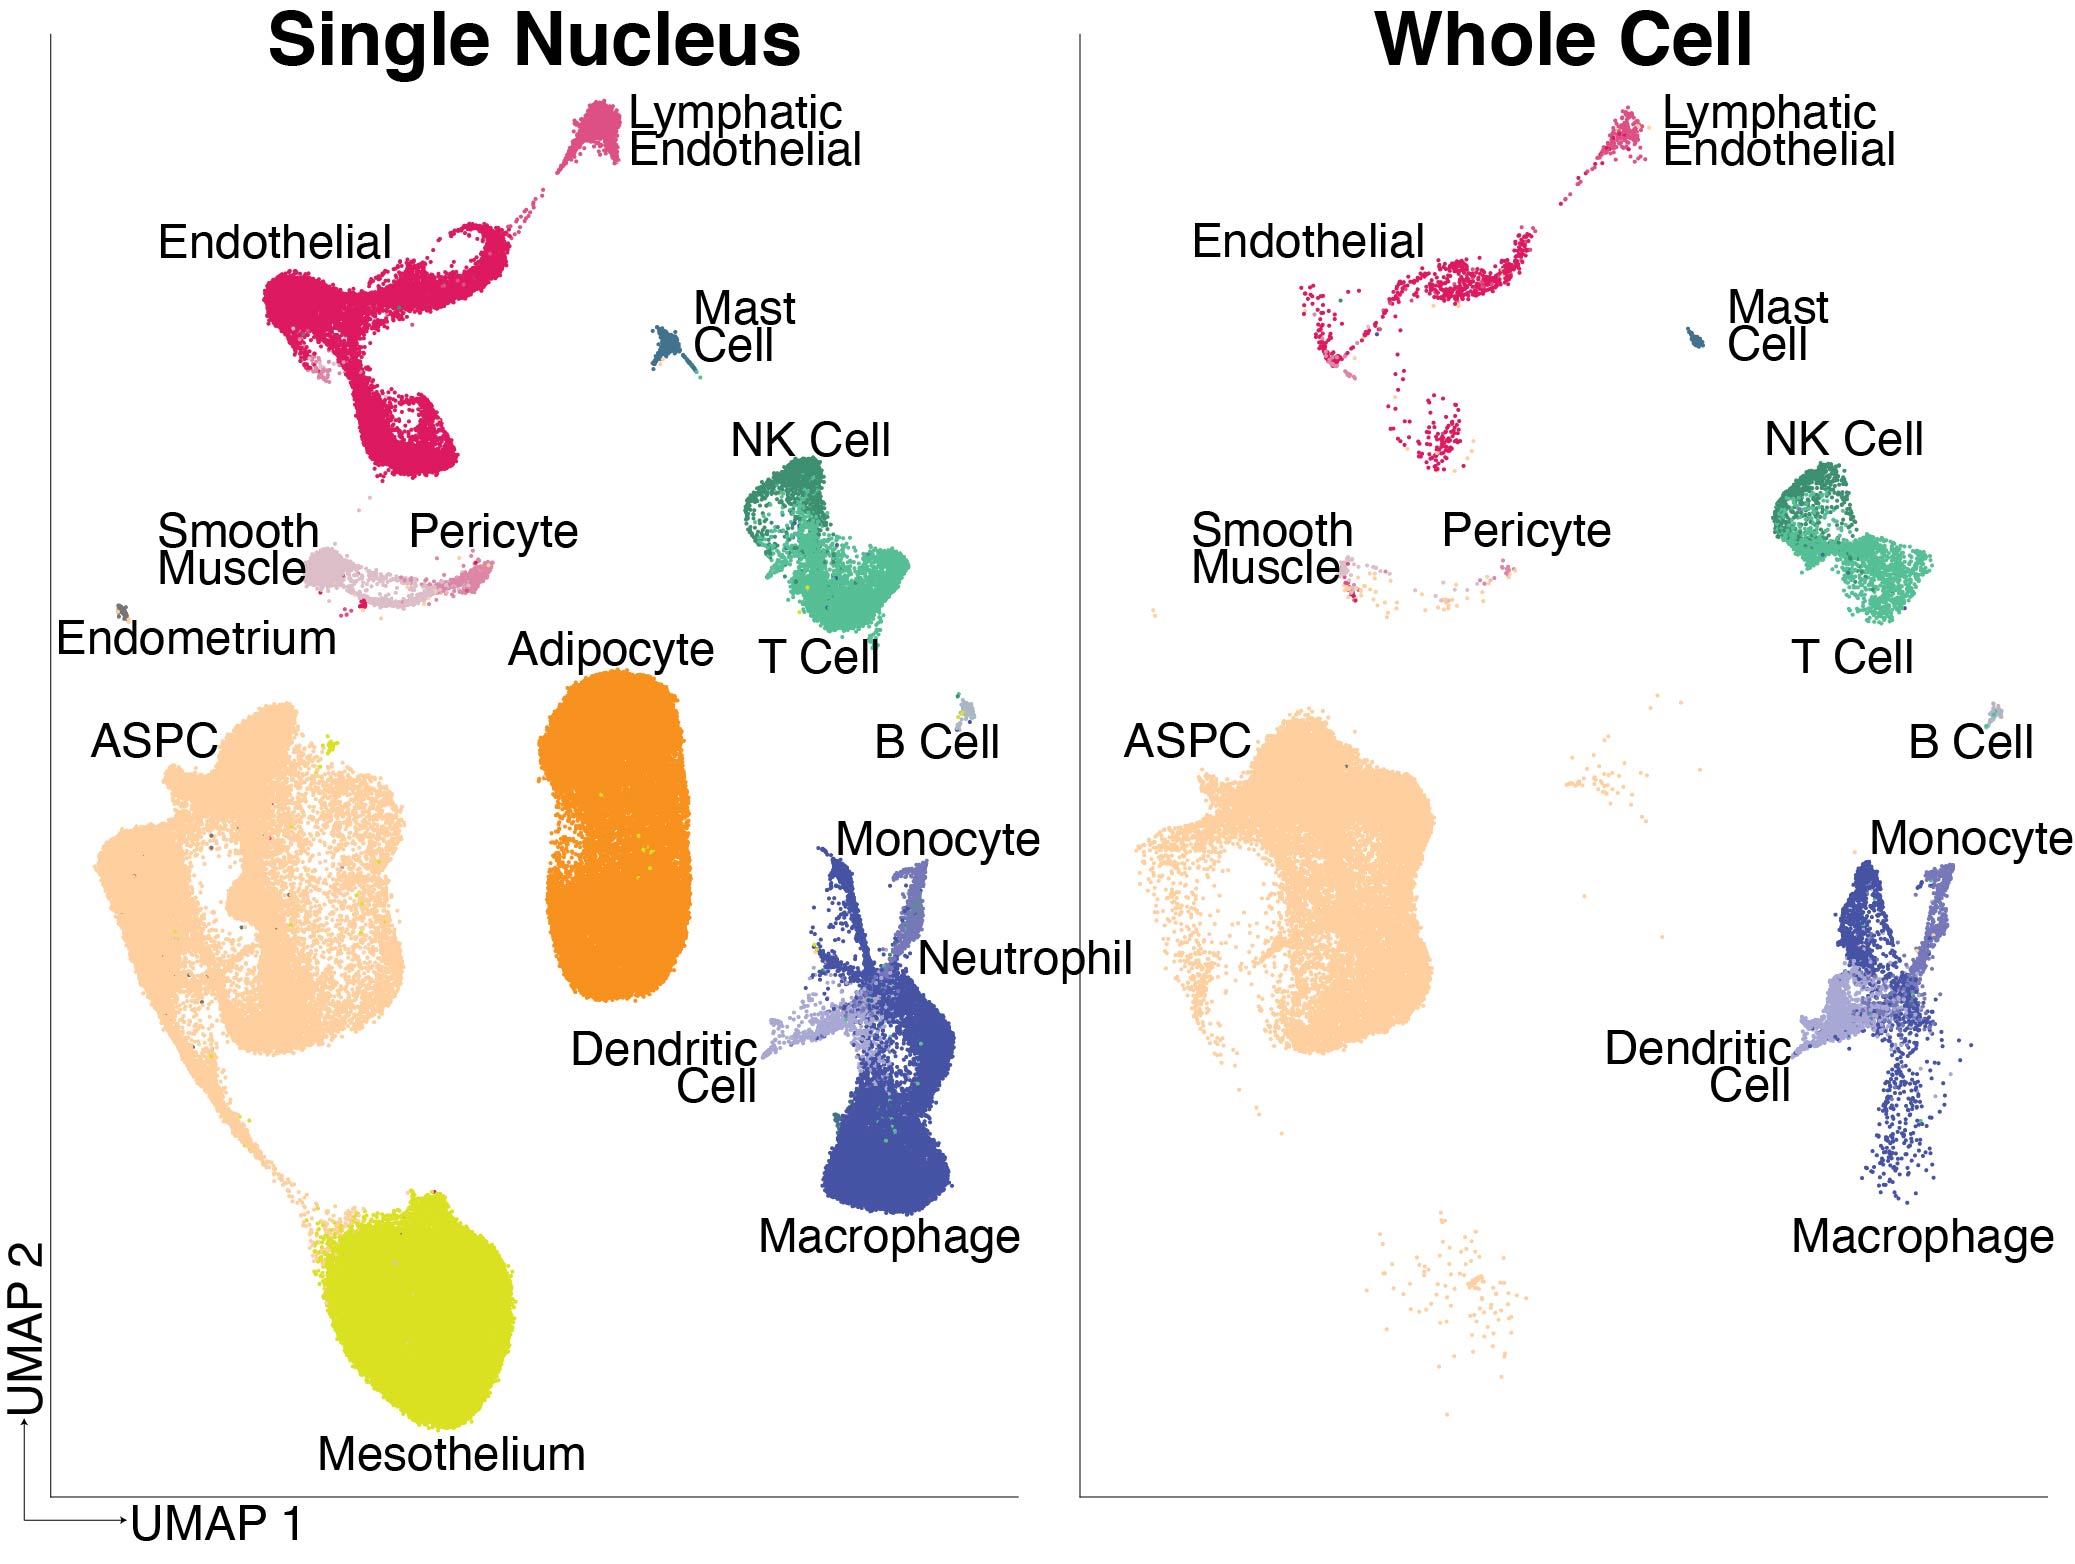 Single Nucleus
Lymphatic
Endothelial
Endothelial
Mast
Cell
NK Cell
Smooth
Muscle
Pericyte
Endometrium
Adipocyte
T Cell
ASPC
B Cell
Monocyte
Neutrophil
Dendritic
Cell
Macrophage
Mesothelium
UMAP 2
UMAP 1
Whole Cell
Lymphatic
Endothelial
Endothelial
Mast
Cell
NK Cell
Smooth
Muscle
Pericyte
T Cell
ASPC
B Cell
Monocyte
Dendritic
Cell
Macrophage